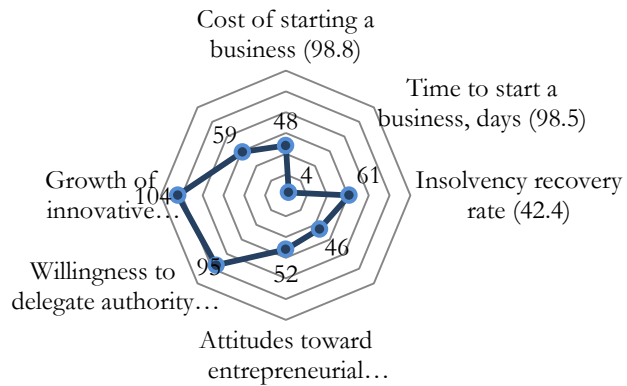 Cost of starting a
business (98.8)
Time to start a
business, days (98.5)
48
59
4
61
Growth of
innovative…
104
Insolvency recovery
rate (42.4)
46
52
95
Willingness to
delegate authority…
Attitudes toward
entrepreneurial…